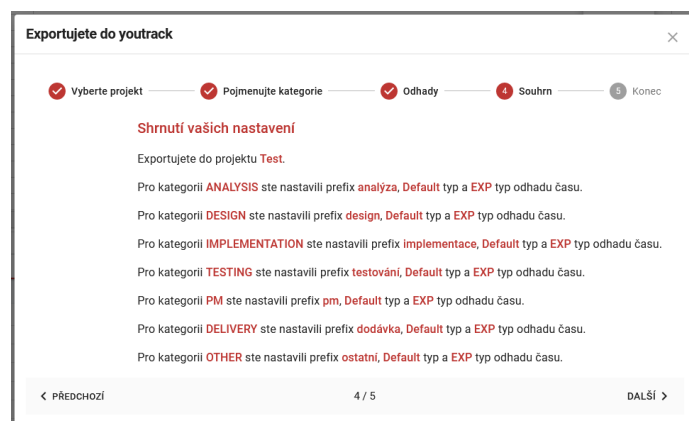 Exportujete do youtrack
Vyberte projekt
Pojmenujte kategorie
Odhady
4 Souhrn
5 Konec
Shrnutí vašich nastavení
Exportujete do projektu Test.
Pro kategorii ANALYSIS ste nastavili prefix analýza, Default typ a EXP typ odhadu času.
Pro kategorii DESIGN ste nastavili prefix design, Default typ a EXP typ odhadu času.
Pro kategorii IMPLEMENTATION ste nastavili prefix implementace, Default typ a EXP typ odhadu času.
Pro kategorii TESTING ste nastavili prefix testování, Default typ a EXP typ odhadu času.
Pro kategorii PM ste nastavili prefix pm, Default typ a EXP typ odhadu času.
Pro kategorii DELIVERY ste nastavili prefix dodávka, Default typ a EXP typ odhadu času.
Pro kategorii OTHER ste nastavili prefix ostatní, Default typ a EXP typ odhadu času.
PŘEDCHOZÍ
4 / 5
DALŠÍ